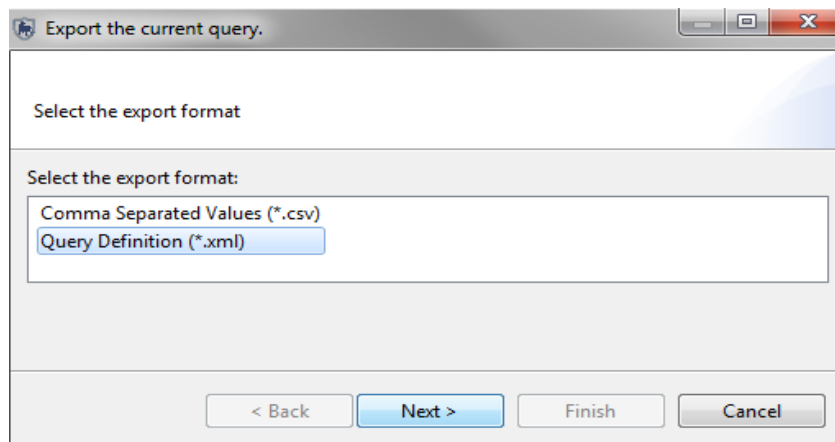 Export the current query.
Select the export format
Select the export format:
Comma Separated Values (*.csv)
Query Definition (*.xml)
< Back Next > Finish Cancel